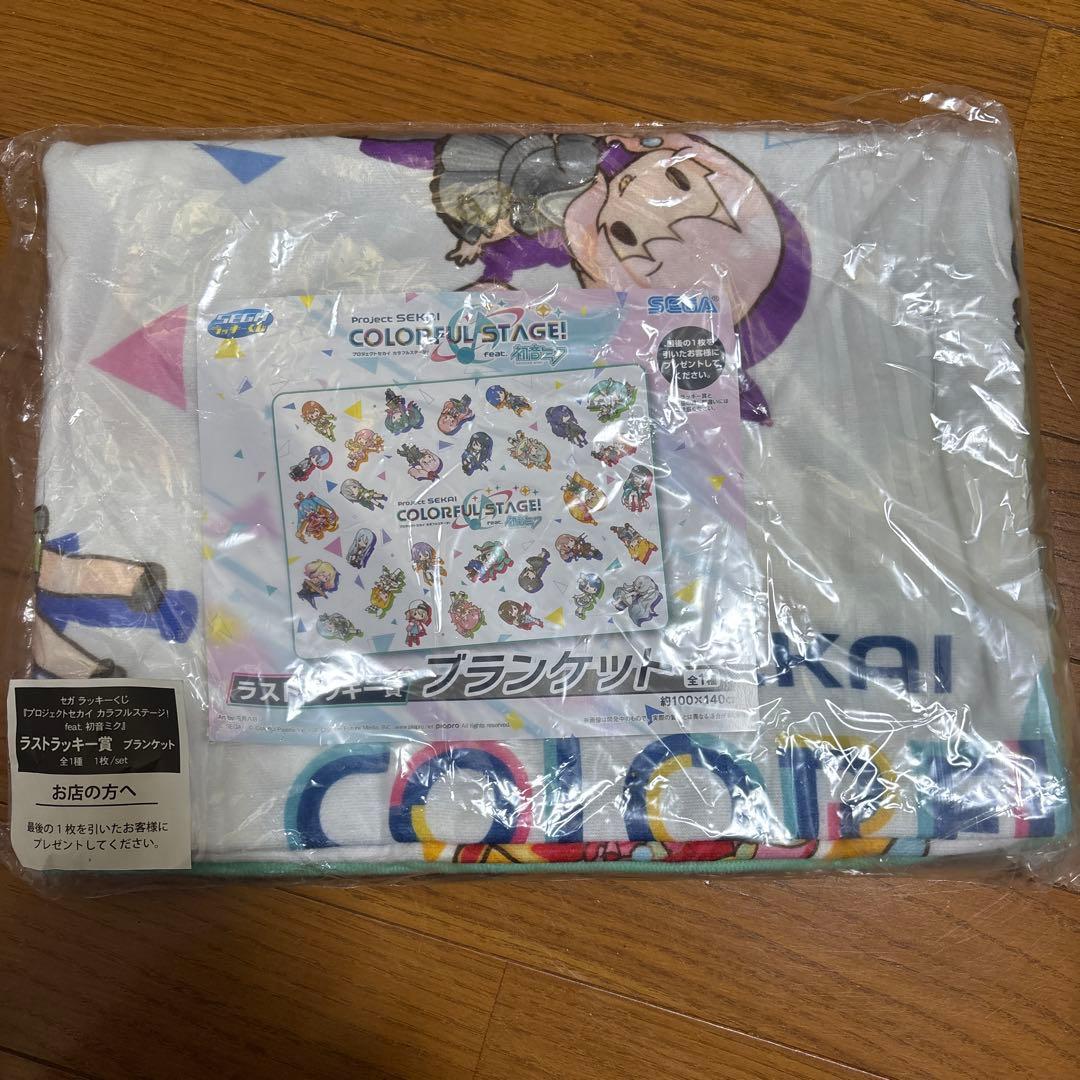 SEGA
ラッキーくじ
Project SEKAI
COLORFUL STAGE!
プロジェクトセカイ カラフルステージ!
feat. 初音ミク
SEGA®
最後の1枚を
引いたお客様に
プレゼントして
ください。
Project SEKAI
COLORFUL STAGE!
feat. 初音ミク
ラストラッキー賞
ブランケット
全1種
約100×140
KAI
COLOR
セガ ラッキーくじ
『プロジェクトセカイ カラフルステージ!
feat. 初音ミク』
ラストラッキー賞 ブランケット
全1種 1枚/set
お店の方へ
最後の1枚を引いたお客様に
プレゼントしてください。